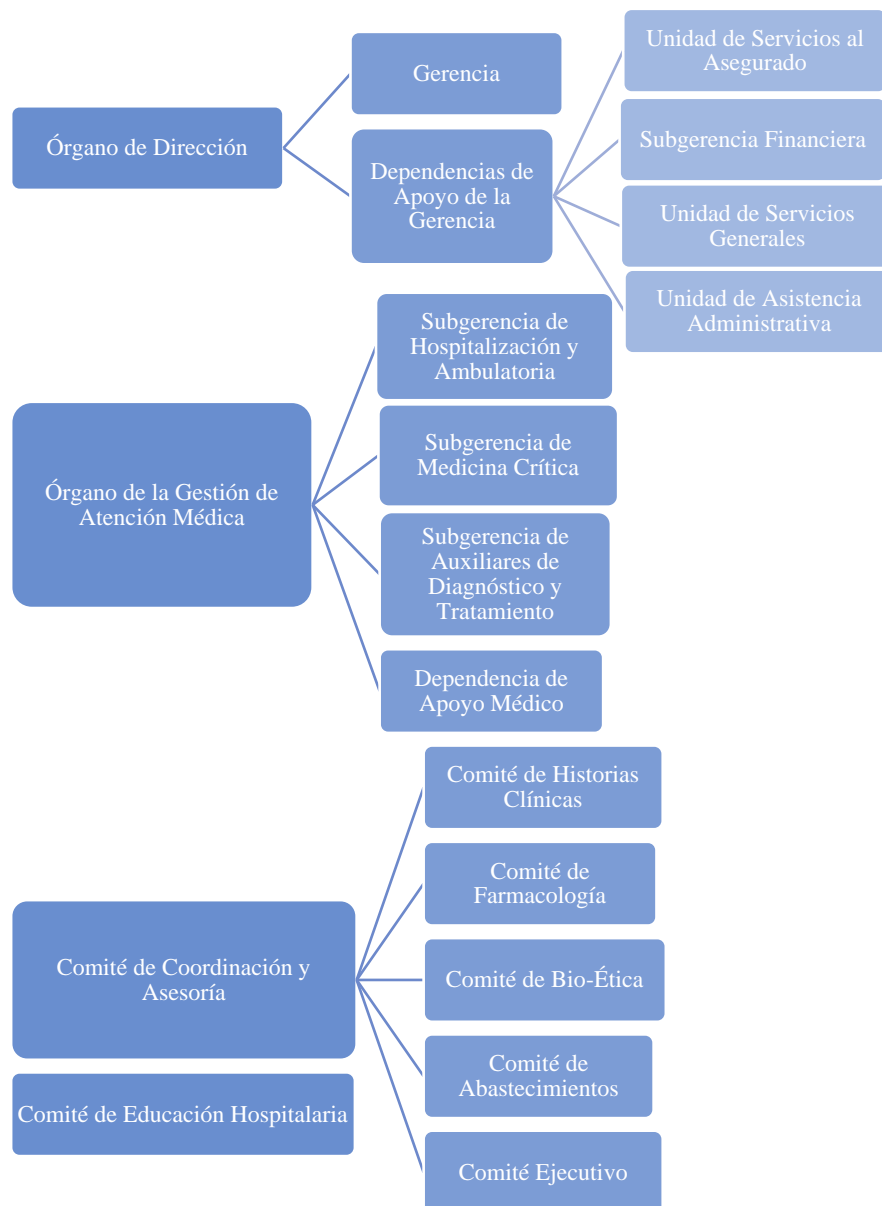 Órgano de Dirección
Gerencia
Dependencias de
Apoyo de la
Gerencia
Unidad de Servicios al
Asegurado
Subgerencia Financiera
Unidad de Servicios
Generales
Unidad de Asistencia
Administrativa
Órgano de la Gestión de
Atención Médica
Subgerencia de
Hospitalización y
Ambulatoria
Subgerencia de
Medicina Crítica
Subgerencia de
Auxiliares de
Diagnóstico y
Tratamiento
Dependencia de
Apoyo Médico
Comité de Coordinación y
Asesoría
Comité de Historias
Clínicas
Comité de
Farmacología
Comité de Bio-Ética
Comité de
Abastecimientos
Comité Ejecutivo
Comité de Educación Hospitalaria